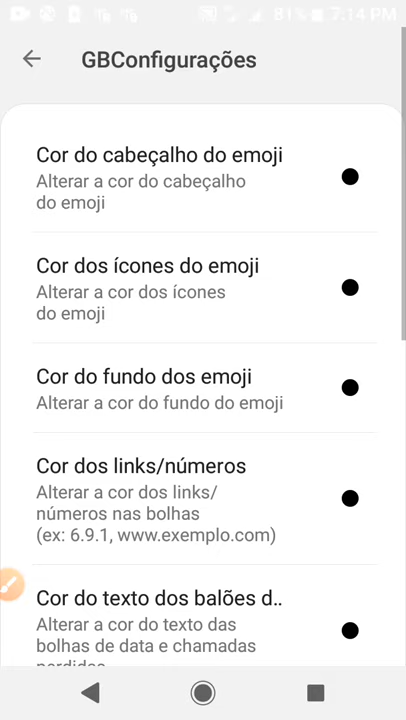 81% 7:14 PM
GBConfigurações
Cor do cabeçalho do emoji
Alterar a cor do cabeçalho
do emoji
Cor dos ícones do emoji
Alterar a cor dos ícones
do emoji
Cor do fundo dos emoji
Alterar a cor do fundo do emoji
Cor dos links/números
Alterar a cor dos links/
números nas bolhas
(ex: 6.9.1, www.exemplo.com)
Cor do texto dos balões d..
Alterar a cor do texto das
bolhas de data e chamadas
perdidas